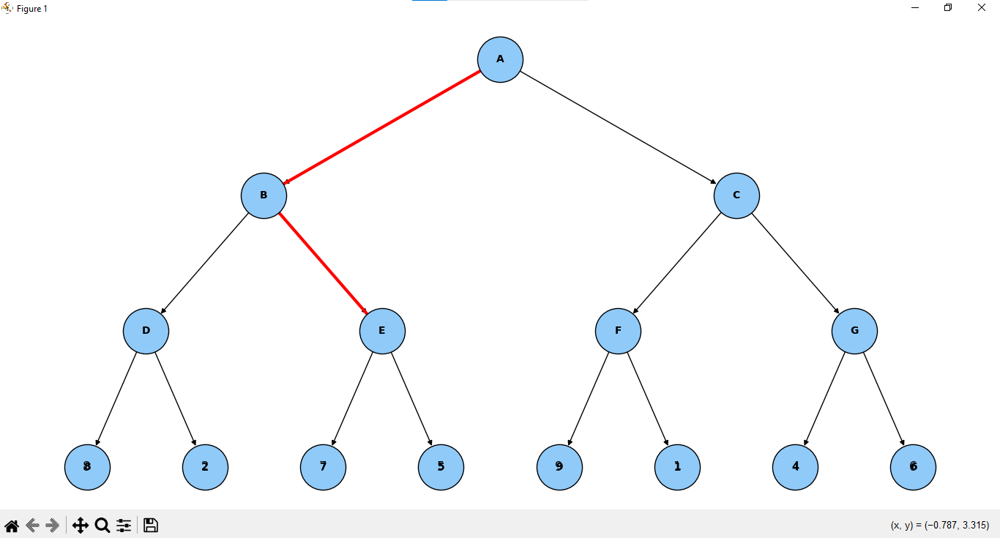 Figure 1
A
B C
D E F G
8 2 7 5 9 1 4 6
(x, y) = (−0.787, 3.315)